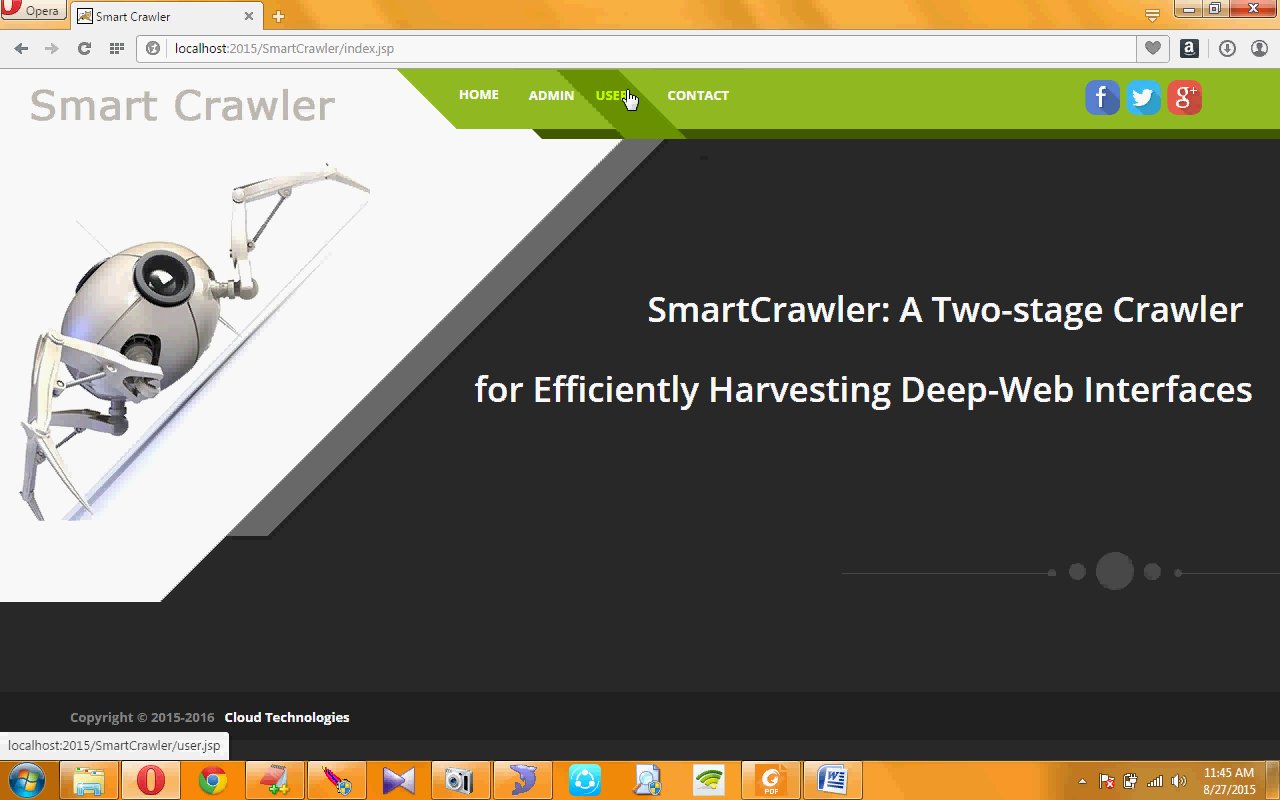 Opera
Smart Crawler
localhost:2015/SmartCrawler/index.jsp
a
Smart Crawler
HOME ADMIN USER CONTACT
f g+
SmartCrawler: A Two-stage Crawler
for Efficiently Harvesting Deep-Web Interfaces
Copyright © 2015-2016 Cloud Technologies
localhost:2015/SmartCrawler/user.jsp
G PDF
W
11:45 AM
8/27/2015